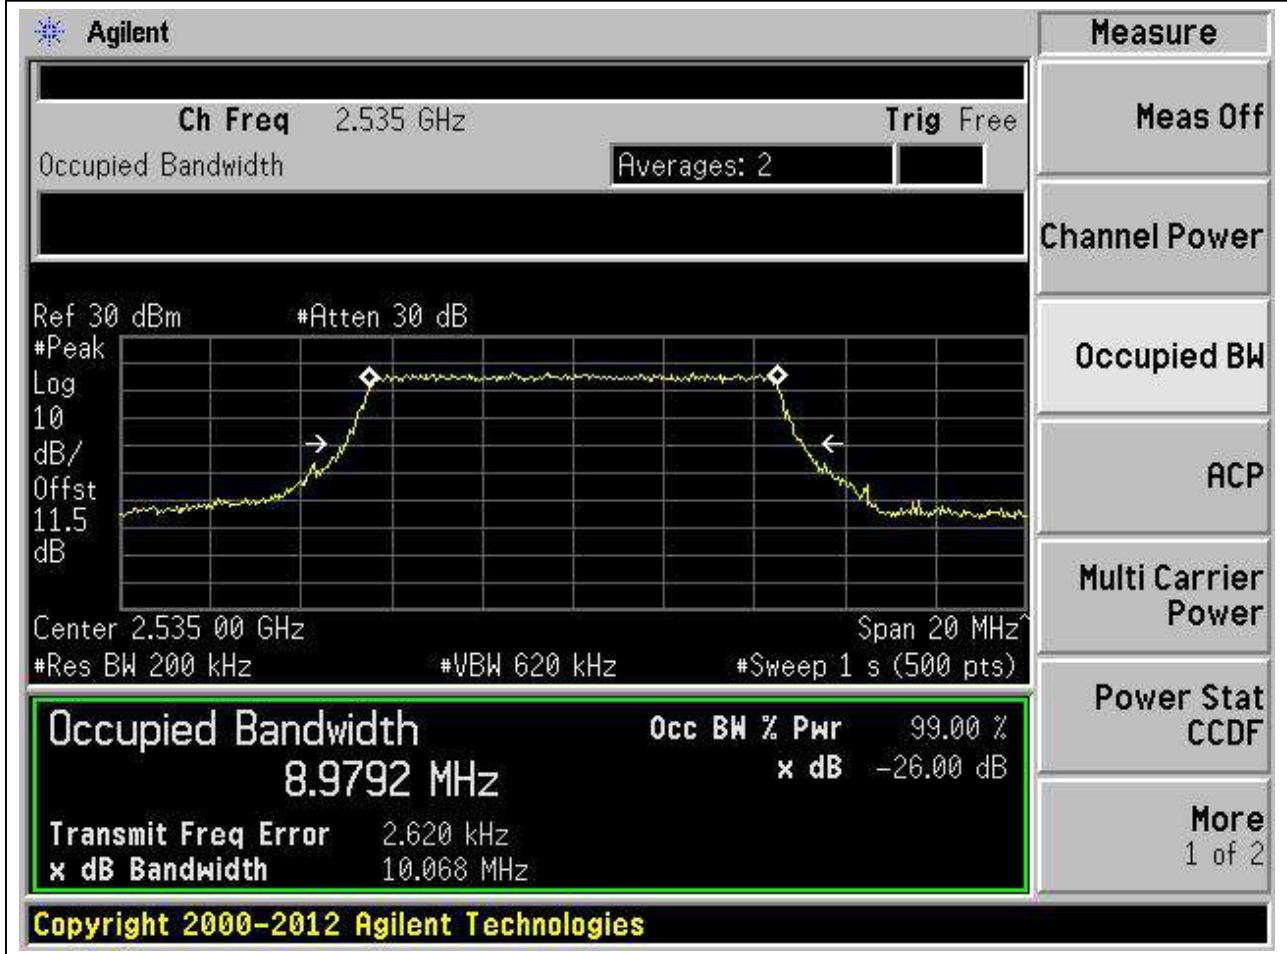 Agilent
Measure
Ch Freq 2.535 GHz Trig Free
Occupied Bandwidth Averages: 2
Meas Off
Channel Power
Occupied BW
ACP
Multi Carrier
Power
Power Stat
CCDF
More
1 of 2
Ref 30 dBm #Atten 30 dB
#Peak
Log
10
dB/
Offst
11.5
dB
Center 2.535 00 GHz Span 20 MHz^
#Res BW 200 kHz #VBW 620 kHz #Sweep 1 s (500 pts)
Occupied Bandwidth Occ BW % Pwr 99.00 %
8.9792 MHz x dB -26.00 dB
Transmit Freq Error 2.620 kHz
x dB Bandwidth 10.068 MHz
Copyright 2000-2012 Agilent Technologies